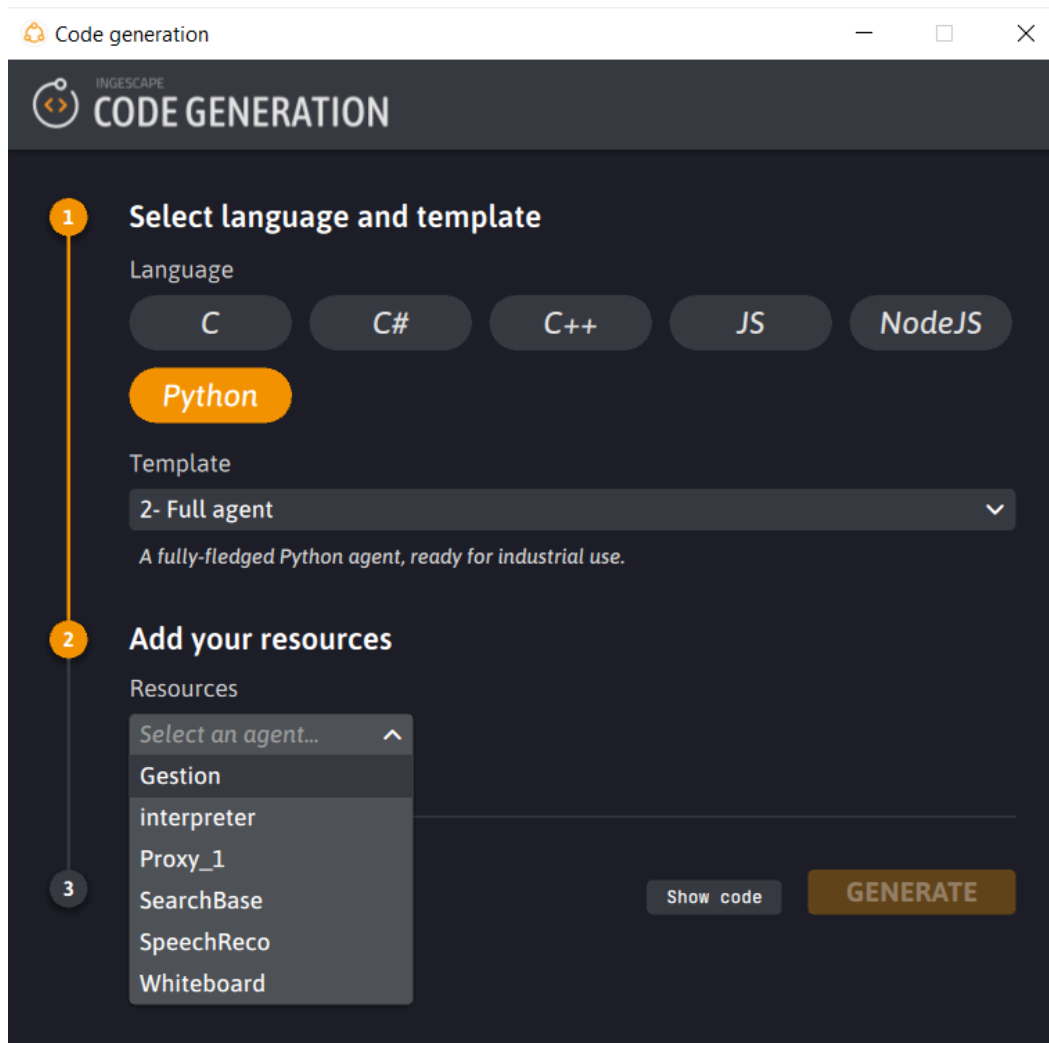 Code generation
INGESCAPE
CODE GENERATION
1
Select language and template
Language
C C# C++ JS NodeJS
Python
Template
2- Full agent
A fully-fledged Python agent, ready for industrial use.
2
Add your resources
Resources
Select an agent...
Gestion
interpreter
Proxy_1
3
SearchBase
Show code GENERATE
SpeechReco
Whiteboard